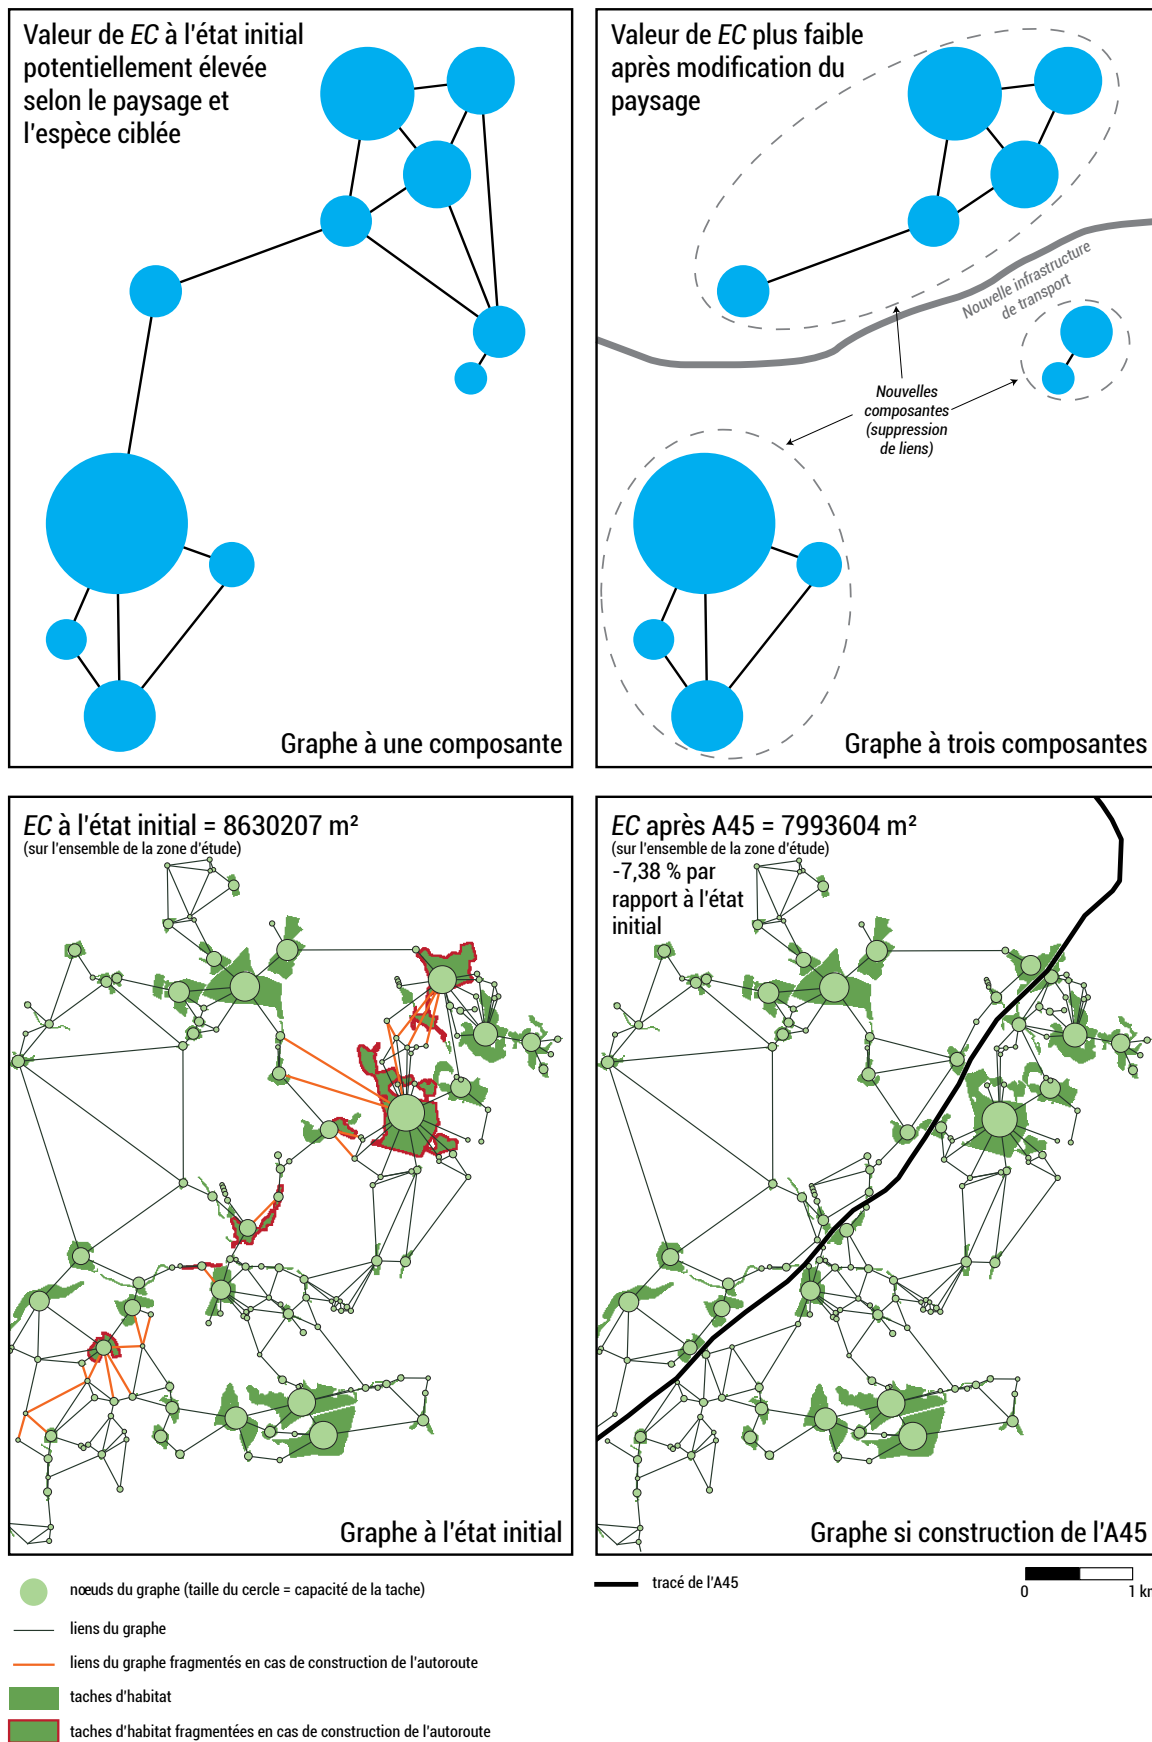 Valeur de EC à l'état initial
potentiellement élevée
selon le paysage et
l'espèce ciblée
Graphe à une composante
Valeur de EC plus faible
après modification du
paysage
Nouvelle infrastructure
de transport
Nouvelles
composantes
(suppression
de liens)
Graphe à trois composantes
EC à l'état initial = 8630207 m²
(sur l'ensemble de la zone d'étude)
Graphe à l'état initial
EC après A45 = 7993604 m²
(sur l'ensemble de la zone d'étude)
-7,38 % par
rapport à l'état
initial
Graphe si construction de l'A45
nœuds du graphe (taille du cercle = capacité de la tache)
liens du graphe
liens du graphe fragmentés en cas de construction de l'autoroute
taches d'habitat
taches d'habitat fragmentées en cas de construction de l'autoroute
tracé de l'A45
0 1 km